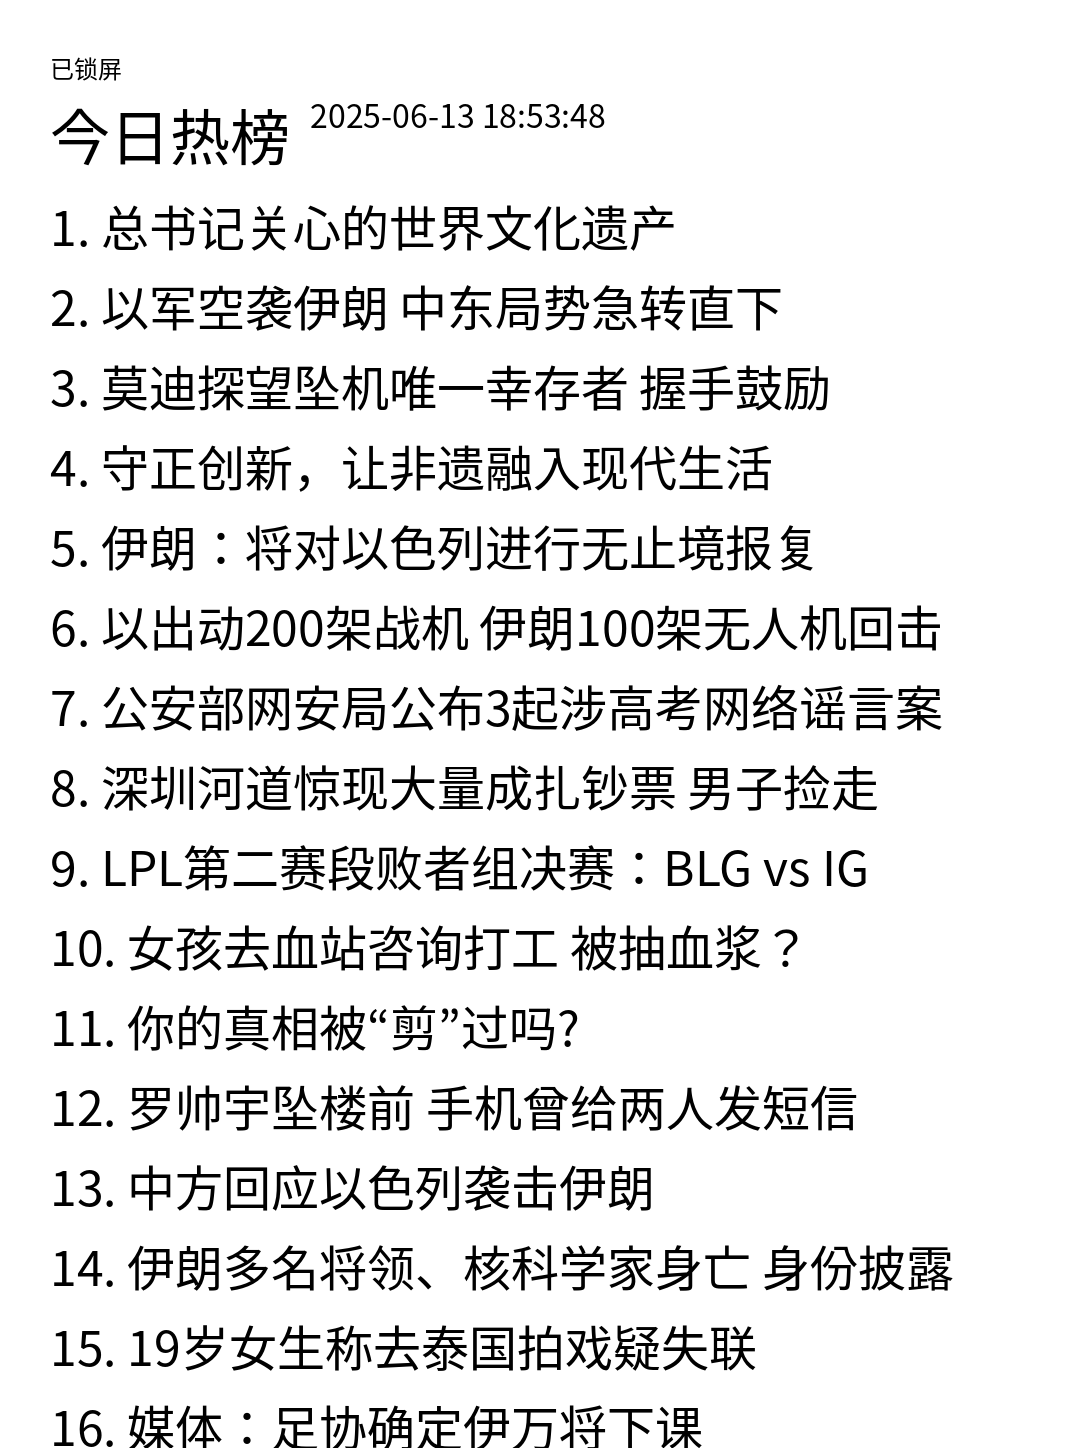 已锁屏
今日热榜 2025-06-13 18:53:48
1. 总书记关心的世界文化遗产
2. 以军空袭伊朗 中东局势急转直下
3. 莫迪探望坠机唯一幸存者 握手鼓励
4. 守正创新，让非遗融入现代生活
5. 伊朗：将对以色列进行无止境报复
6. 以出动200架战机 伊朗100架无人机回击
7. 公安部网安局公布3起涉高考网络谣言案
8. 深圳河道惊现大量成扎钞票 男子捡走
9. LPL第二赛段败者组决赛：BLG vs IG
10. 女孩去血站咨询打工 被抽血浆？
11. 你的真相被“剪”过吗?
12. 罗帅宇坠楼前 手机曾给两人发短信
13. 中方回应以色列袭击伊朗
14. 伊朗多名将领、核科学家身亡 身份披露
15. 19岁女生称去泰国拍戏疑失联
16. 媒体：足协确定伊万将下课